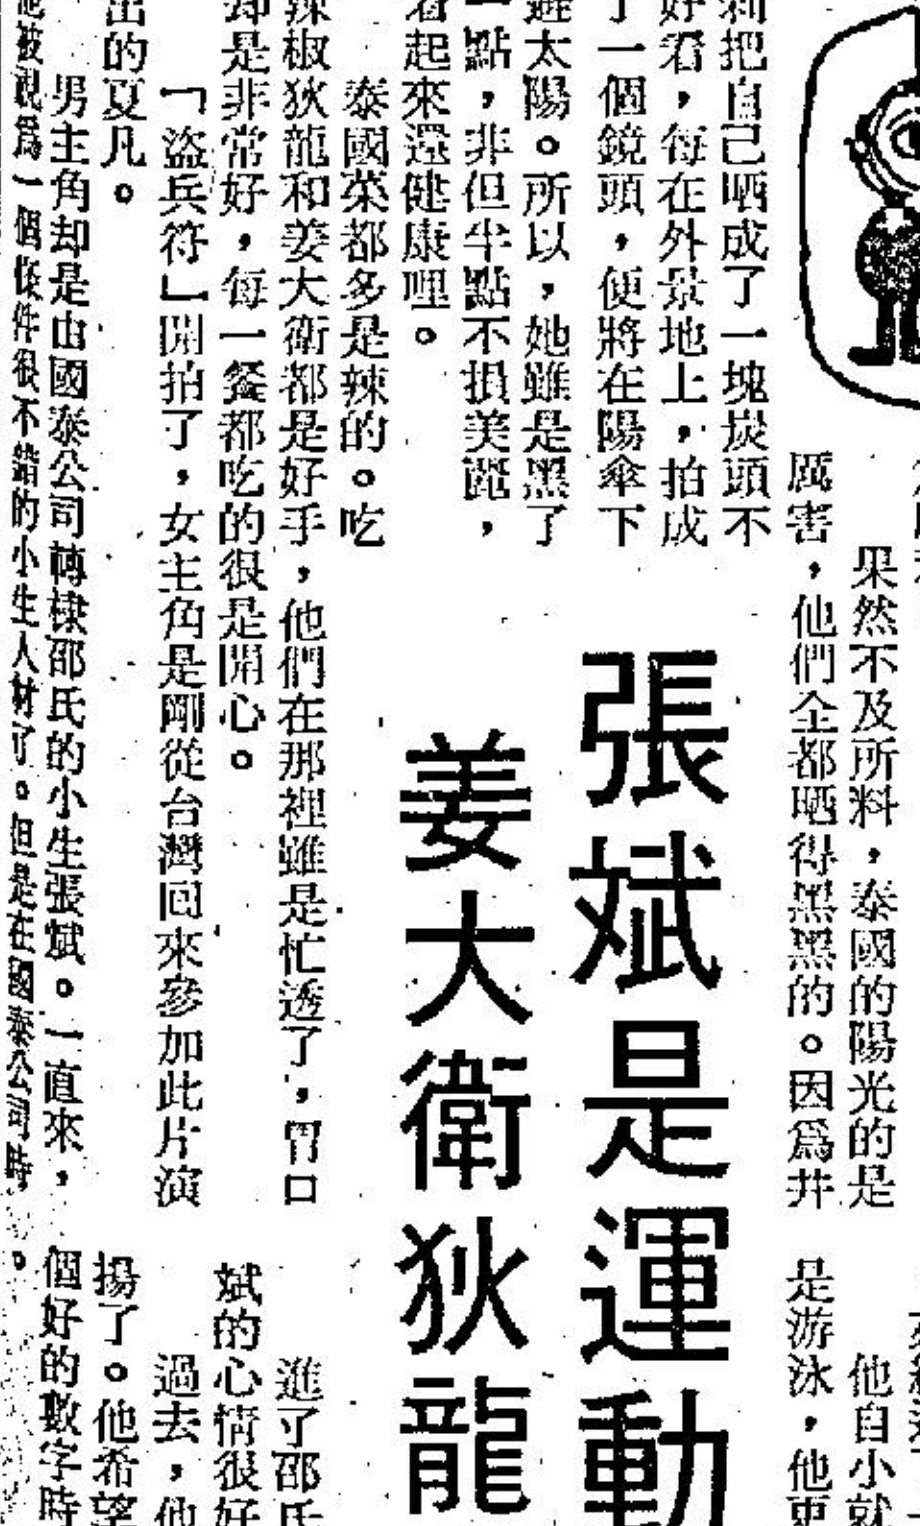 果然不及所料，泰國的陽光的是
厲害，他們全都晒得黑黑的。因爲井
利把自己晒成了一塊炭頭不
好看，每在外景地上，拍成
了一個鏡頭，便將在陽傘下
避太陽。所以，她雖是黑了
一點，非但半點不損美麗，
看起來還健康哩。
泰國菜都多是辣的。吃
辣椒狄龍和姜大衛都是好手，他們在那裡雖是忙透了，胃口
却是非常好，每一餐都吃的很是開心。
「盜兵符」開拍了，女主角是剛從台灣回來參加此片演
出的夏凡。
男主角却是由國泰公司轉棣邵氏的小生張斌。一直來，
他被視爲一個條件很不錯的小生人材了。但是在國泰公司時
張斌是運動
姜大衛狄龍
他自小就
是游泳，他更
進了邵氏
斌的心情很好
過去，他
揚了。他希望
個好的數字時
。